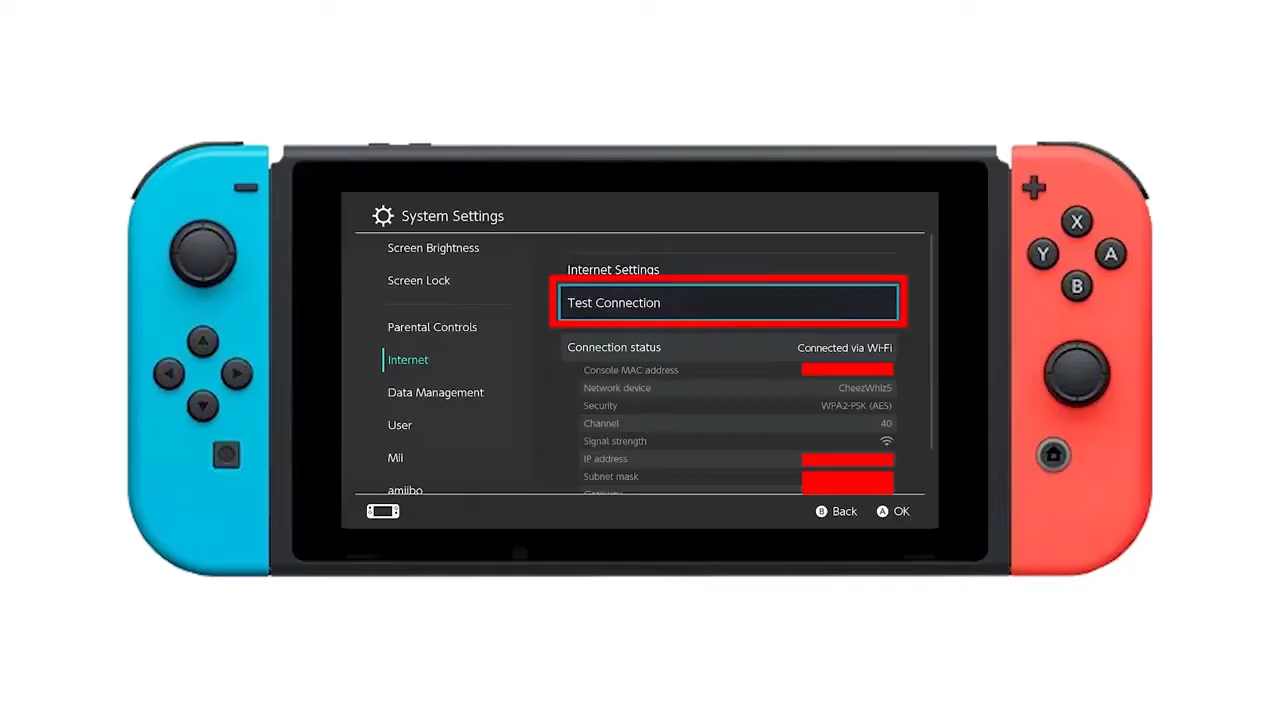 System Settings
Screen Brightness
Screen Lock
Parental Controls
Internet
Data Management
User
Mii
amiibo
Internet Settings
Test Connection
Connection status Connected via Wi-Fi
Console MAC address
Network device CheezWhiz5
Security WPA2-PSK (AES)
Channel 40
Signal strength
IP address
Subnet mask
Gateway
B Back A OK
X
Y A
B